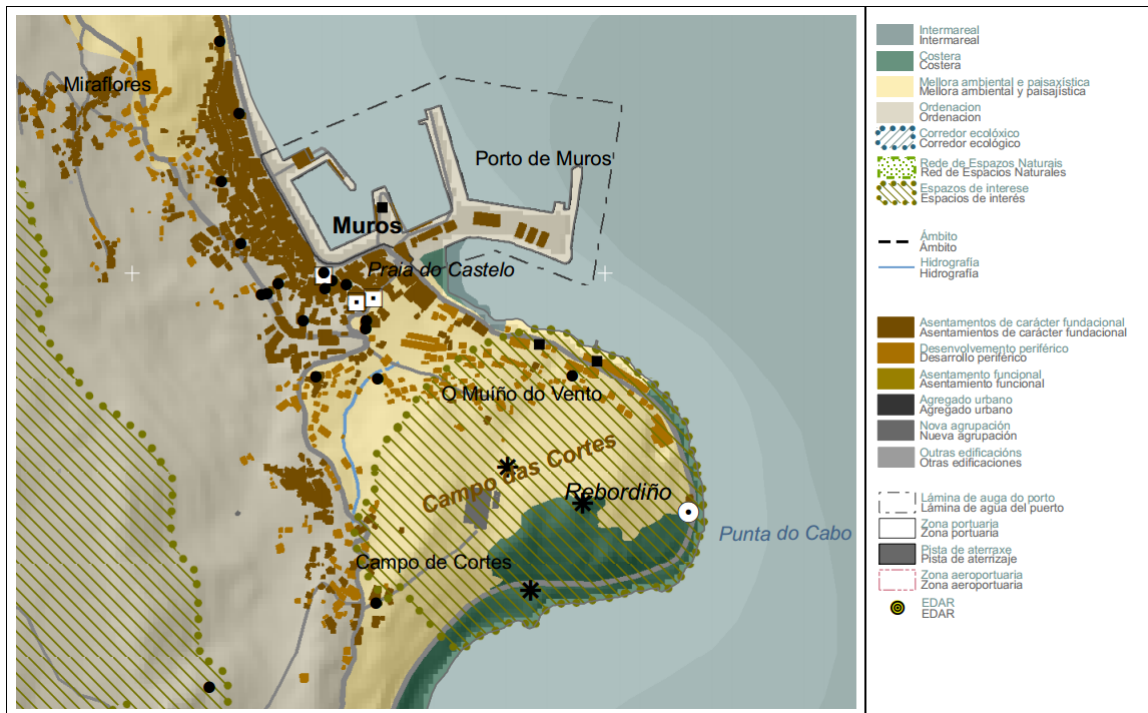 Miraflores
Porto de Muros
Muros
Praia do Castelo
O Muíño do Vento
Campo das Cortes
Rebordiño
Punta do Cabo
Campo de Cortes
Intermareal
Intermareal
Costera
Costera
Mellora ambiental e paisaxística
Mellora ambiental y paisajística
Ordenacion
Ordenación
Corredor ecolóxico
Corredor ecológico
Rede de Espazos Naturais
Red de Espacios Naturales
Espazos de interese
Espacios de interés
Ámbito
Ámbito
Hidrografía
Hidrografía
Asentamentos de carácter fundacional
Asentamientos de carácter fundacional
Desenvolvemento periférico
Desarrollo periférico
Asentamento funcional
Asentamiento funcional
Agregado urbano
Agregado urbano
Nova agrupación
Nueva agrupación
Outras edificacións
Otras edificaciones
Lámina de auga do porto
Lámina de agua del puerto
Zona portuaria
Zona portuaria
Pista de aterraxe
Pista de aterrizaje
Zona aeroportuaria
Zona aeroportuaria
EDAR
EDAR